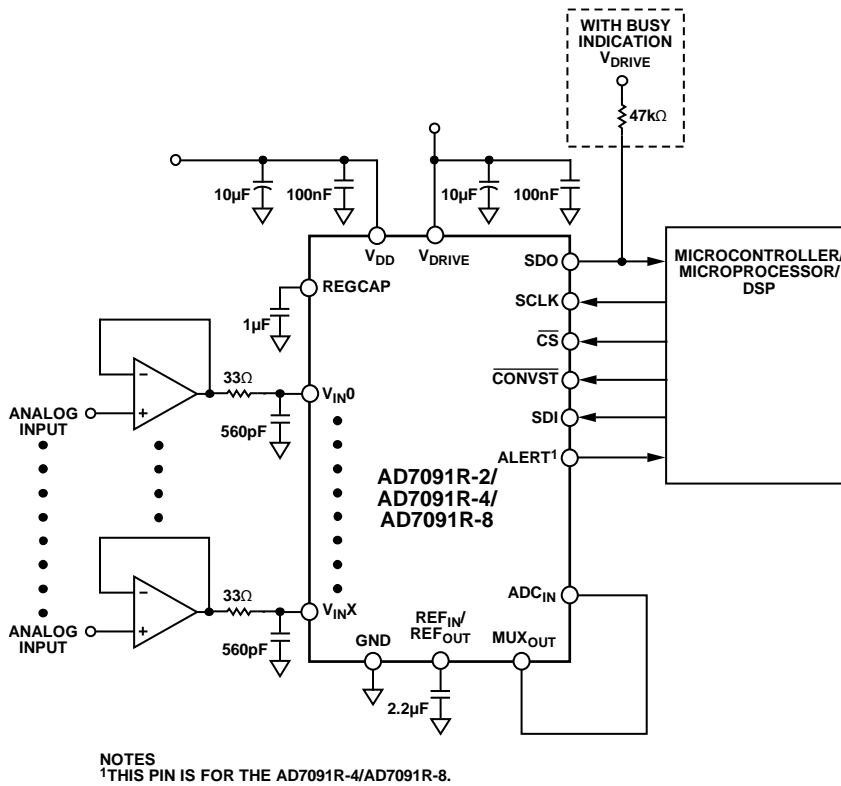 WITH BUSY
INDICATION
VDRIVE
47kΩ
10µF
100nF
10µF
100nF
VDD
VDRIVE
SDO
MICROCONTROLLER/
MICROPROCESSOR/
DSP
REGCAP
SCLK
1µF
CS
33Ω
CONVST
VIN0
ANALOG
INPUT
560pF
SDI
ALERT1
AD7091R-2/
AD7091R-4/
AD7091R-8
33Ω
ADCIN
VINX
REFIN/
REFOUT
ANALOG
INPUT
560pF
GND
MUXOUT
2.2µF
NOTES
1THIS PIN IS FOR THE AD7091R-4/AD7091R-8.